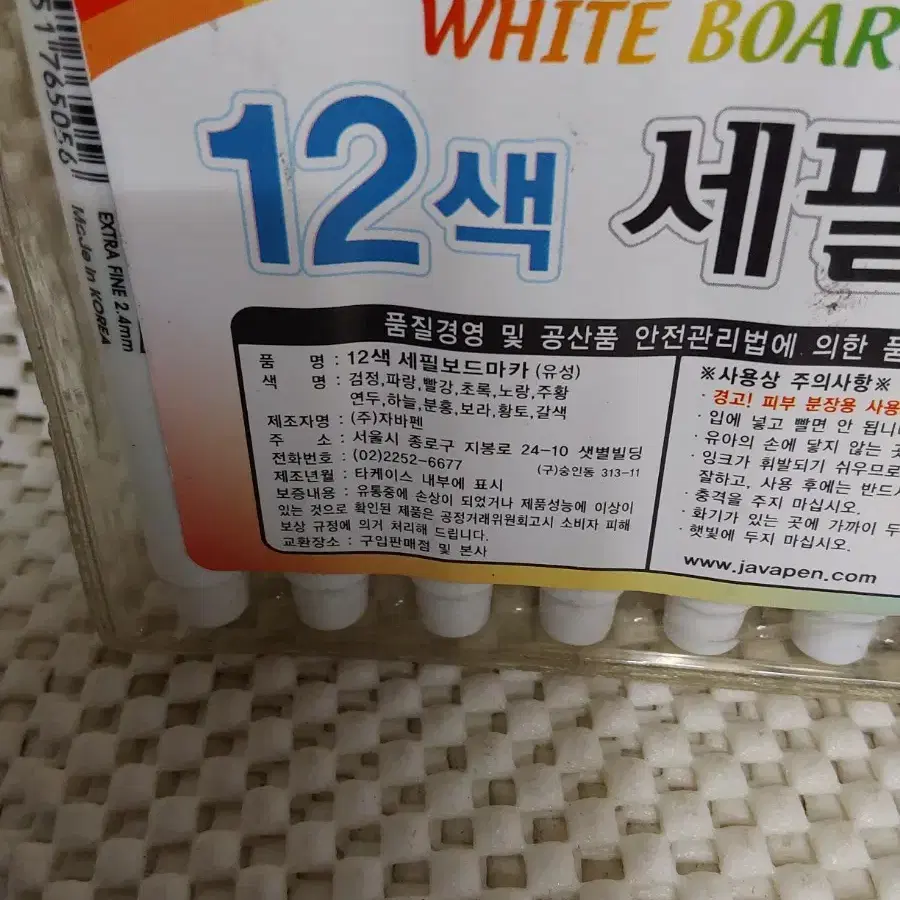 WHITE BOAR
12색 세필
51765056
Made in KOREA
EXTRA FINE 2.4mm
품질경영 및 공산품 안전관리법에 의한 품
품 명 : 12색 세필보드마카 (유성)
색 명 : 검정,파랑,빨강,초록,노랑,주황
연두,하늘,분홍,보라,황토,갈색
제조자명 : (주)자바펜
주 소 : 서울시 종로구 지봉로 24-10 샛별빌딩
(구)숭인동 313-11
전화번호 : (02)2252-6677
제조년월 : 타케이스 내부에 표시
보증내용 : 유통중에 손상이 되었거나 제품성능에 이상이
있는 것으로 확인된 제품은 공정거래위원회고시 소비자 피해
보상 규정에 의거 처리해 드립니다.
교환장소 : 구입판매점 및 본사
※사용상 주의사항※
· 경고! 피부 분장용 사용
· 입에 넣고 빨면 안 됩니
· 유아의 손에 닿지 않는 곳
· 잉크가 휘발되기 쉬우므로
잘하고, 사용 후에는 반드시
· 충격을 주지 마십시오.
· 화기가 있는 곳에 가까이 두
· 햇빛에 두지 마십시오.
www.javapen.com